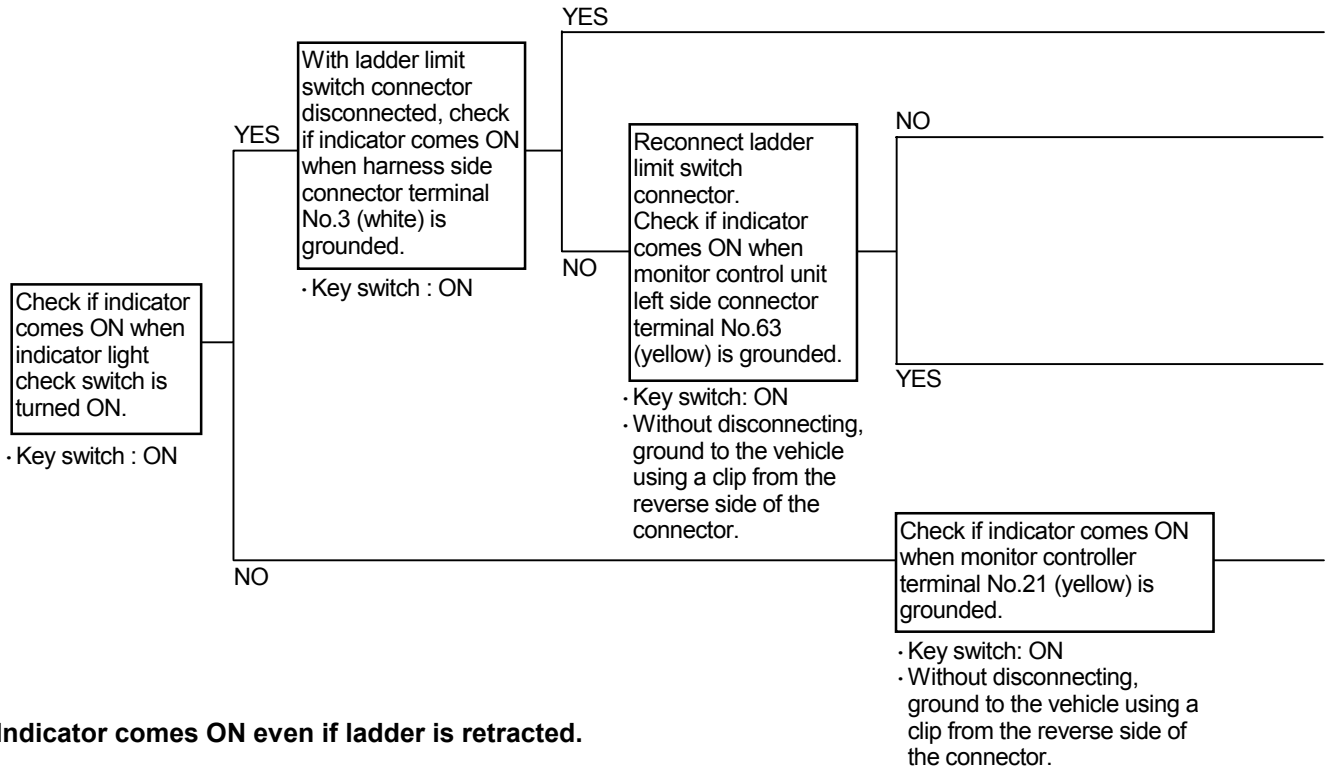 YES
With ladder limit
switch connector
disconnected, check
if indicator comes ON
when harness side
connector terminal
No.3 (white) is
grounded.
· Key switch : ON
YES
NO
Reconnect ladder
limit switch
connector.
Check if indicator
comes ON when
monitor control unit
left side connector
terminal No.63
(yellow) is grounded.
· Key switch: ON
· Without disconnecting,
ground to the vehicle
using a clip from the
reverse side of the
connector.
NO
YES
Check if indicator
comes ON when
indicator light
check switch is
turned ON.
· Key switch : ON
NO
Check if indicator comes ON
when monitor controller
terminal No.21 (yellow) is
grounded.
· Key switch: ON
· Without disconnecting,
ground to the vehicle using a
clip from the reverse side of
the connector.
Indicator comes ON even if ladder is retracted.